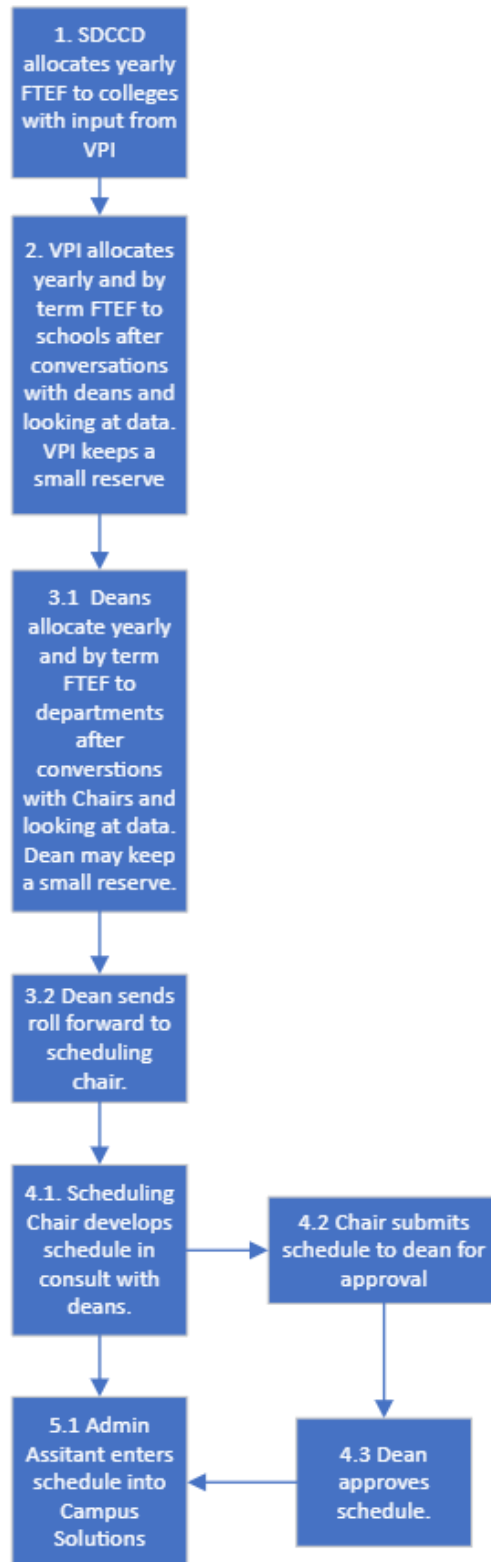 1. SDCCD
allocates yearly
FTEF to colleges
with input from
VPI
2. VPI allocates
yearly and by
term FTEF to
schools after
conversations
with deans and
looking at data.
VPI keeps a
small reserve
3.1 Deans
allocate yearly
and by term
FTEF to
departments
after
converstions
with Chairs and
looking at data.
Dean may keep
a small reserve.
3.2 Dean sends
roll forward to
scheduling
chair.
4.1. Scheduling
Chair develops
schedule in
consult with
deans.
4.2 Chair submits
schedule to dean for
approval
4.3 Dean
approves
schedule.
5.1 Admin
Assitant enters
schedule into
Campus
Solutions